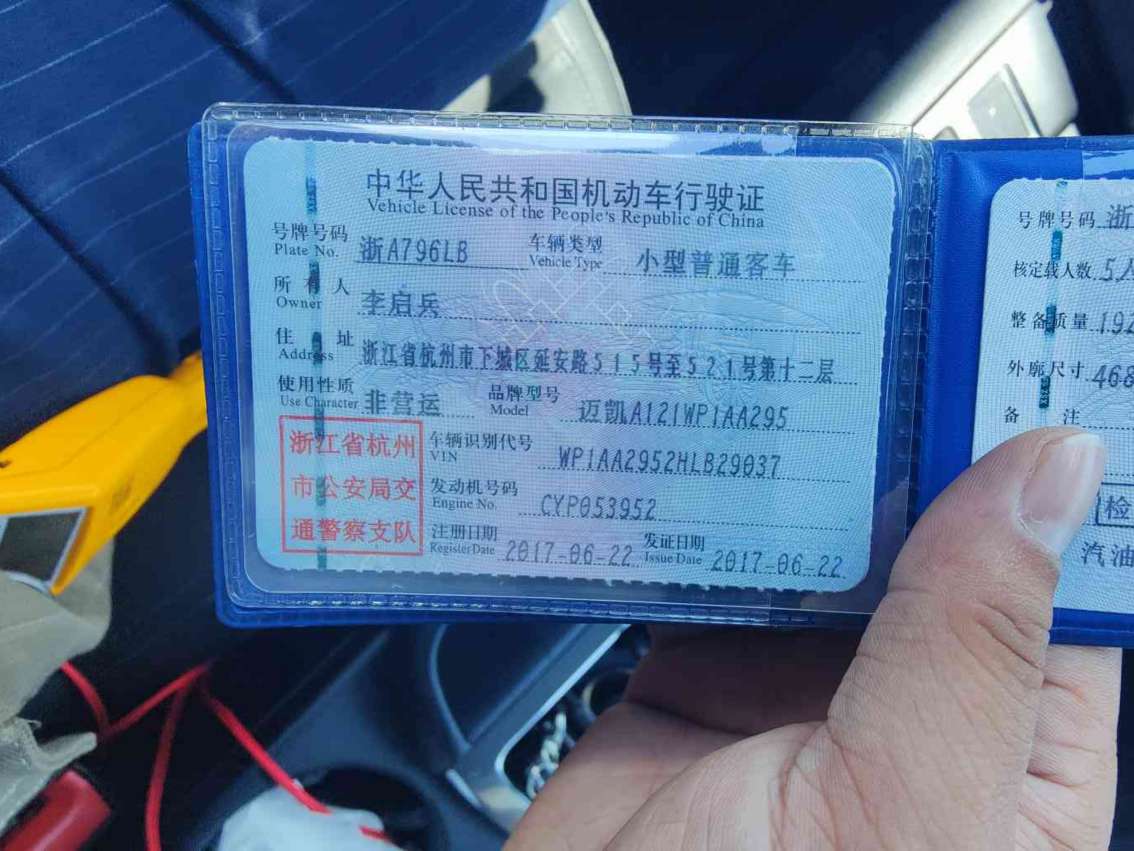 中华人民共和国机动车行驶证
Vehicle License of the People's Republic of China
号牌号码 浙A796LB 车辆类型 小型普通客车
Plate No. Vehicle Type
所有人 李启兵
Owner
住址 浙江省杭州市下城区延安路515号至521号第十二层
Address
使用性质 非营运 品牌型号 迈凯A121WP1AA295
Use Character Model
浙江省杭州
市公安局交
通警察支队
车辆识别代号 WP1AA2952HLB29037
VIN
发动机号码 CYP053952
Engine No.
注册日期 2017-06-22 发证日期 2017-06-22
Register Date Issue Date
号牌号码 浙
核定载人数 5人
整备质量 192
外廓尺寸 468
备注
检
汽油